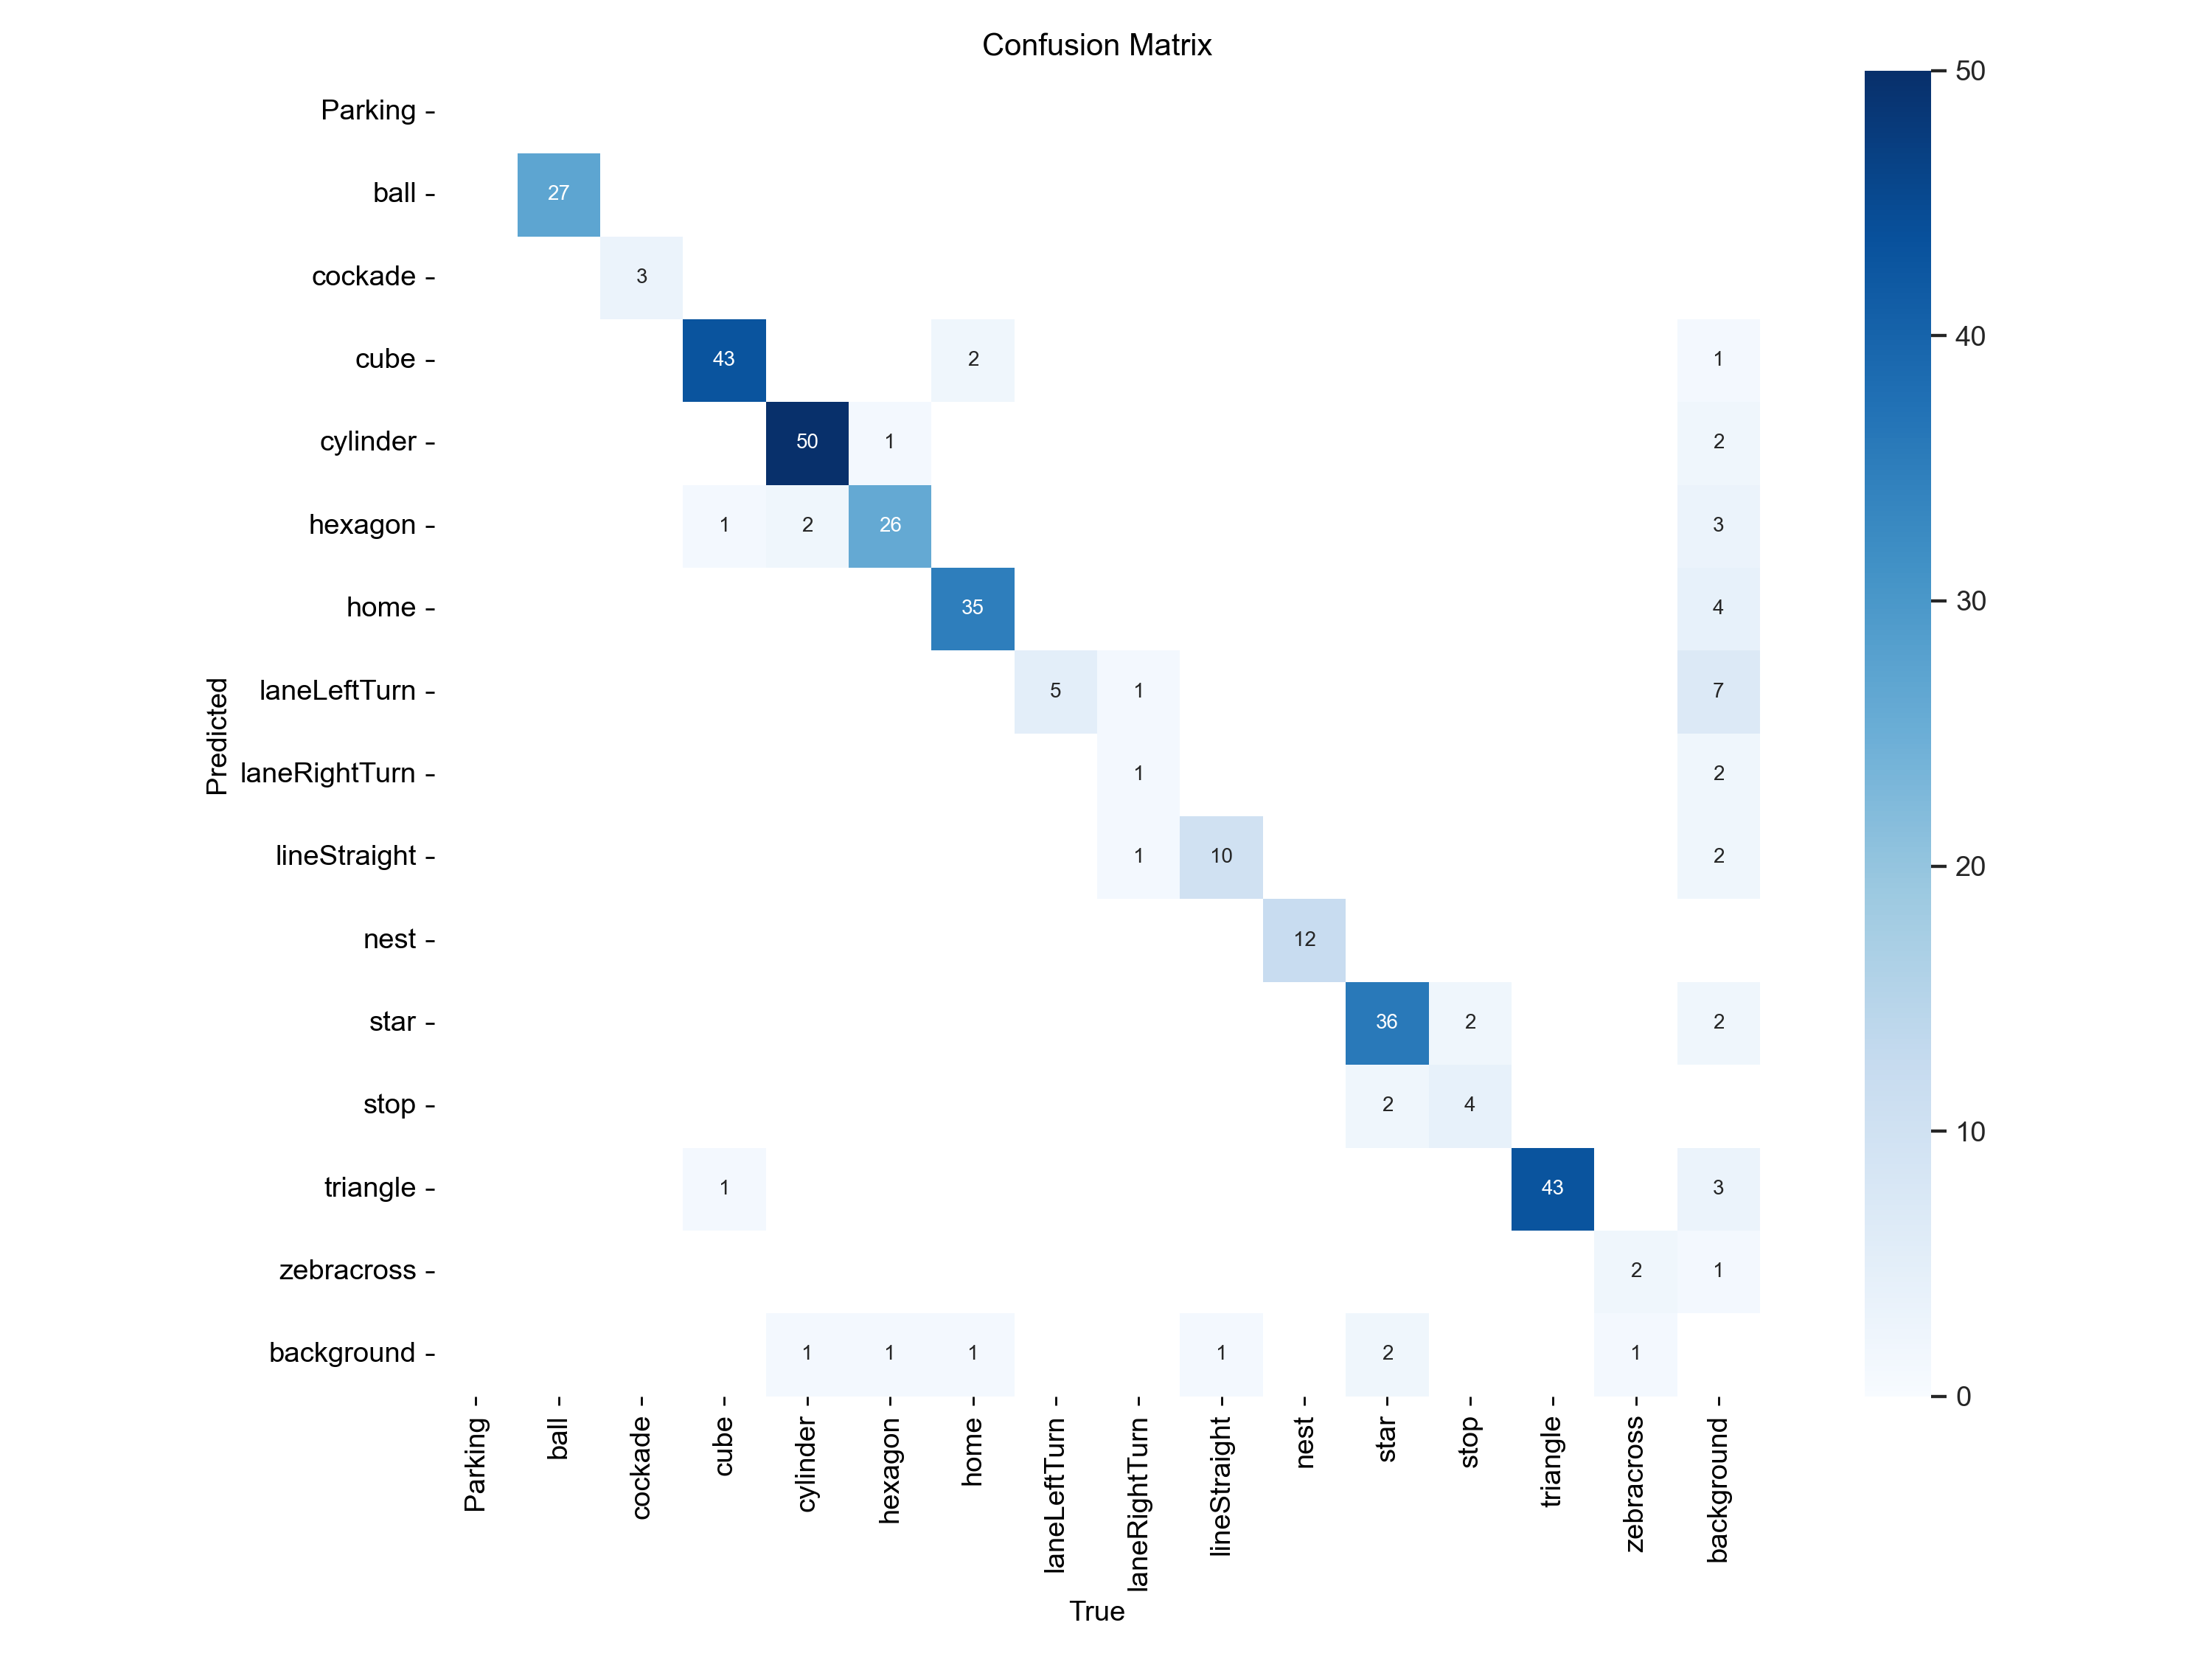 Confusion Matrix
Parking
ball 27
cockade 3
cube 43 2 1
cylinder 50 1 2
hexagon 1 2 26 3
home 35 4
laneLeftTurn 5 1 7
laneRightTurn 1 2
lineStraight 1 10 2
nest 12
star 36 2 2
stop 2 4
triangle 1 43 3
zebracross 2 1
background 1 1 1 1 2 1
Predicted
Parking ball cockade cube cylinder hexagon home laneLeftTurn laneRightTurn lineStraight nest star stop triangle zebracross background
True
50
40
30
20
10
0